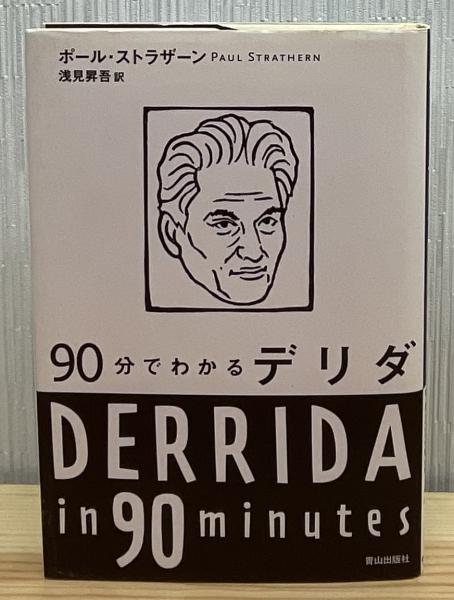 ポール・ストラザーン PAUL STRATHERN
浅見昇吾 訳
90分でわかるデリダ
DERRIDA
in 90 minutes
青山出版社